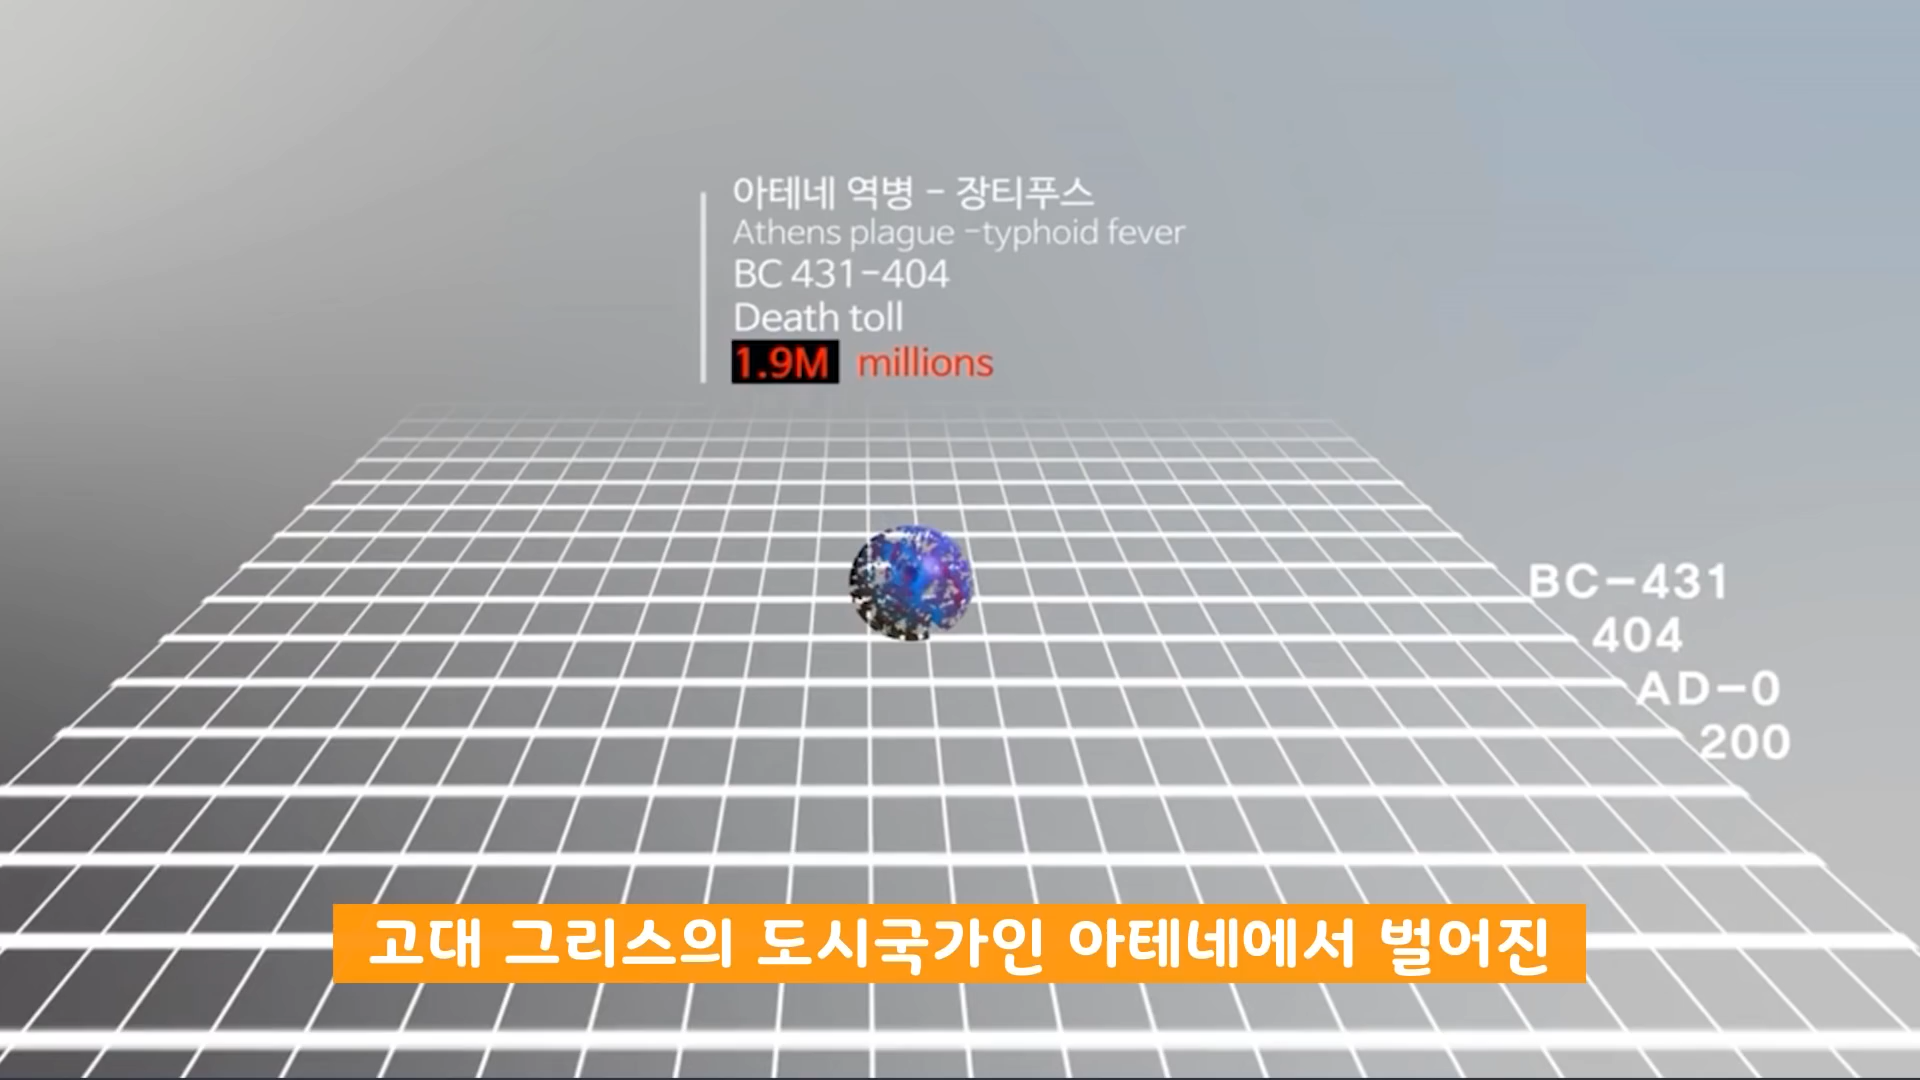 아테네 역병 - 장티푸스
Athens plague -typhoid fever
BC 431-404
Death toll
1.9M millions
BC-431
404
AD-0
200
고대 그리스의 도시국가인 아테네에서 벌어진